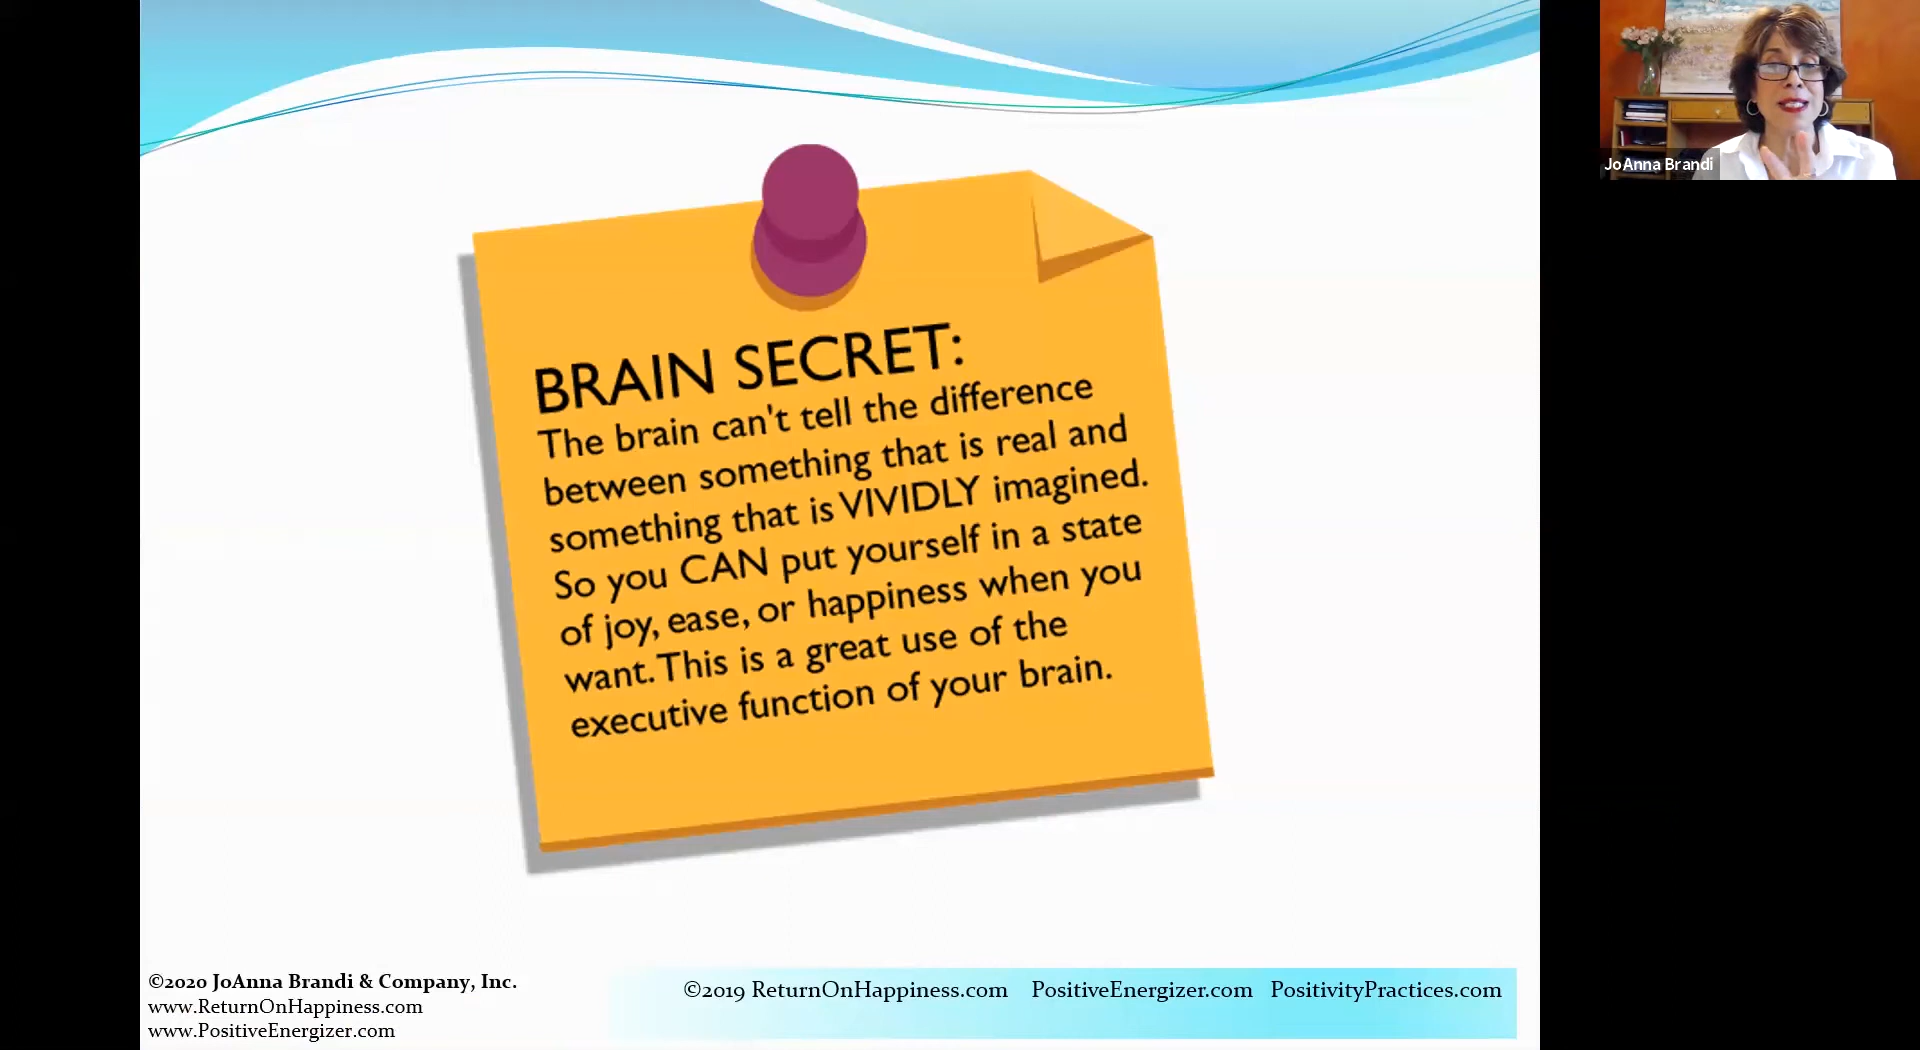 JoAnna Brandi
BRAIN SECRET:
The brain can't tell the difference
between something that is real and
something that is VIVIDLY imagined.
So you CAN put yourself in a state
of joy, ease, or happiness when you
want. This is a great use of the
executive function of your brain.
©2020 JoAnna Brandi & Company, Inc.
www.ReturnOnHappiness.com
www.PositiveEnergizer.com
©2019 ReturnOnHappiness.com PositiveEnergizer.com PositivityPractices.com